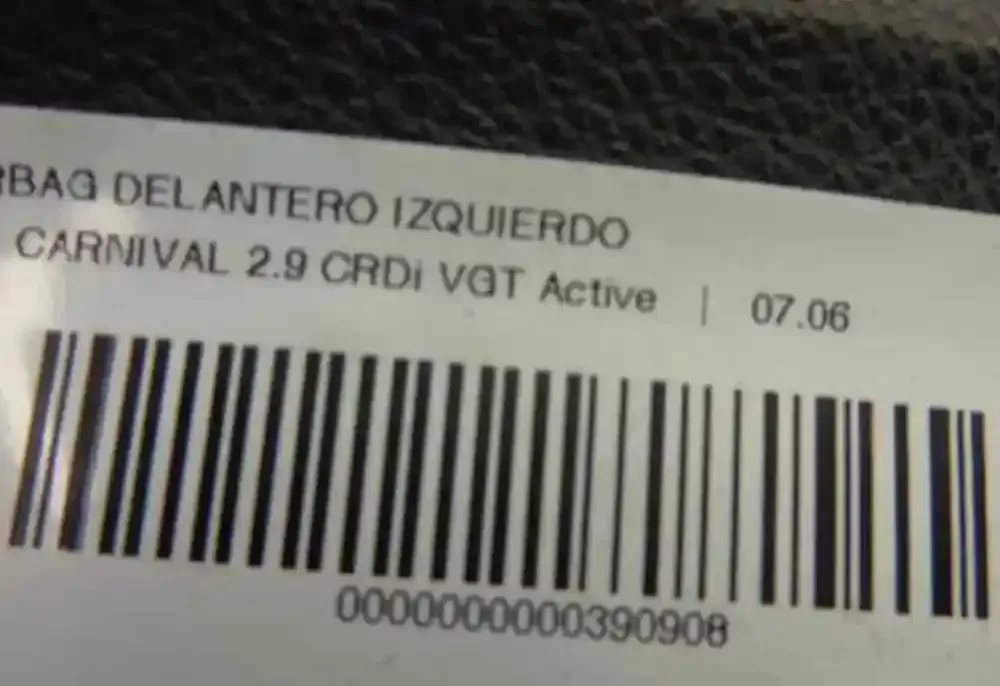 RBAG DELANTERO IZQUIERDO
CARNIVAL 2.9 CRDi VGT Active | 07.06
0000000000390908